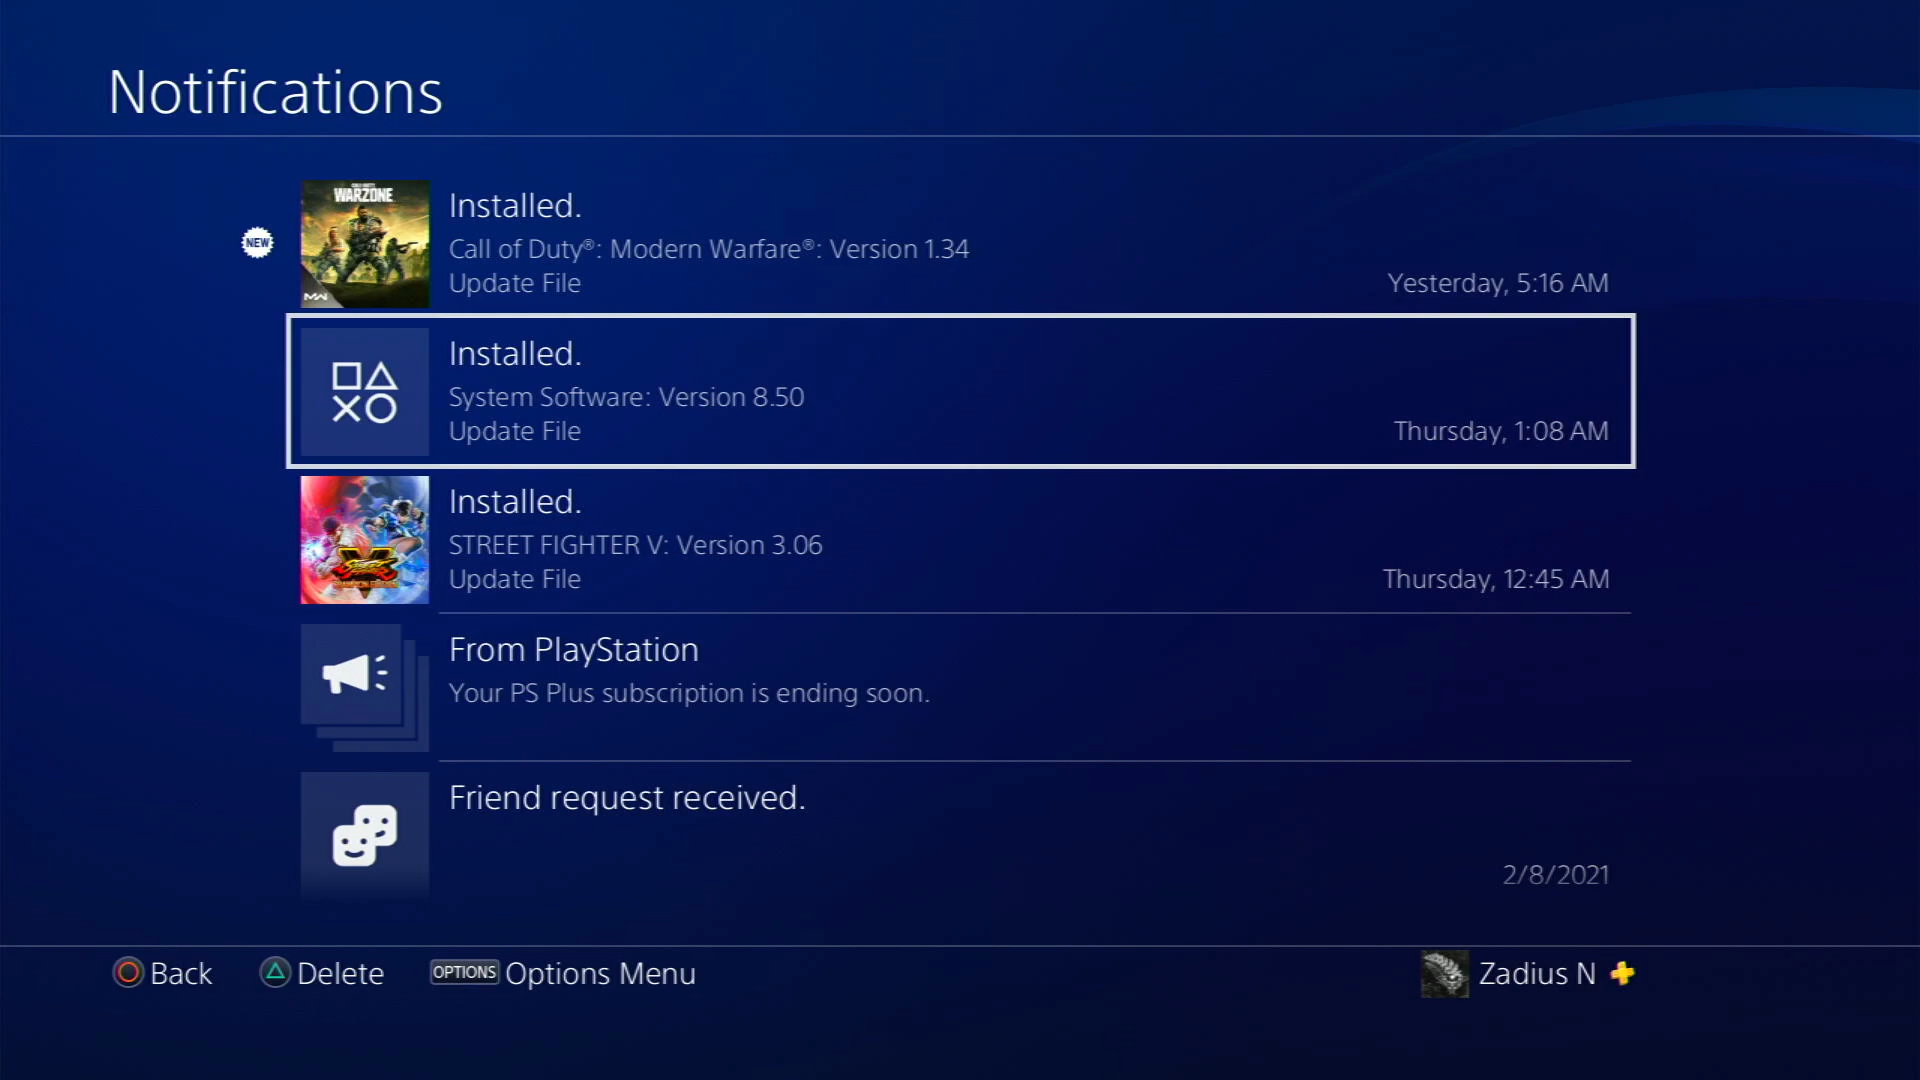 Notifications
NEW
WARZONE
MW
Installed.
Call of Duty®: Modern Warfare®: Version 1.34
Update File
Yesterday, 5:16 AM
Installed.
System Software: Version 8.50
Update File
Thursday, 1:08 AM
STREET FIGHTER
V
Installed.
STREET FIGHTER V: Version 3.06
Update File
Thursday, 12:45 AM
From PlayStation
Your PS Plus subscription is ending soon.
Friend request received.
2/8/2021
Back
Delete
OPTIONS Options Menu
Zadius N